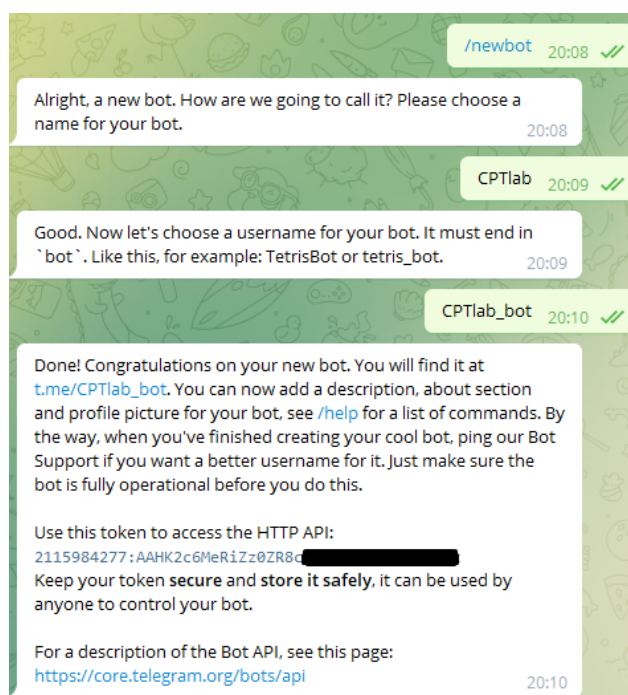 /newbot 20:08
Alright, a new bot. How are we going to call it? Please choose a
name for your bot.
20:08
CPTlab 20:09
Good. Now let's choose a username for your bot. It must end in
`bot`. Like this, for example: TetrisBot or tetris_bot.
20:09
CPTlab_bot 20:10
Done! Congratulations on your new bot. You will find it at
t.me/CPTlab_bot. You can now add a description, about section
and profile picture for your bot, see /help for a list of commands. By
the way, when you've finished creating your cool bot, ping our Bot
Support if you want a better username for it. Just make sure the
bot is fully operational before you do this.
Use this token to access the HTTP API:
2115984277:AAHK2c6MeRiZz0ZR8c
Keep your token secure and store it safely, it can be used by
anyone to control your bot.
For a description of the Bot API, see this page:
https://core.telegram.org/bots/api
20:10